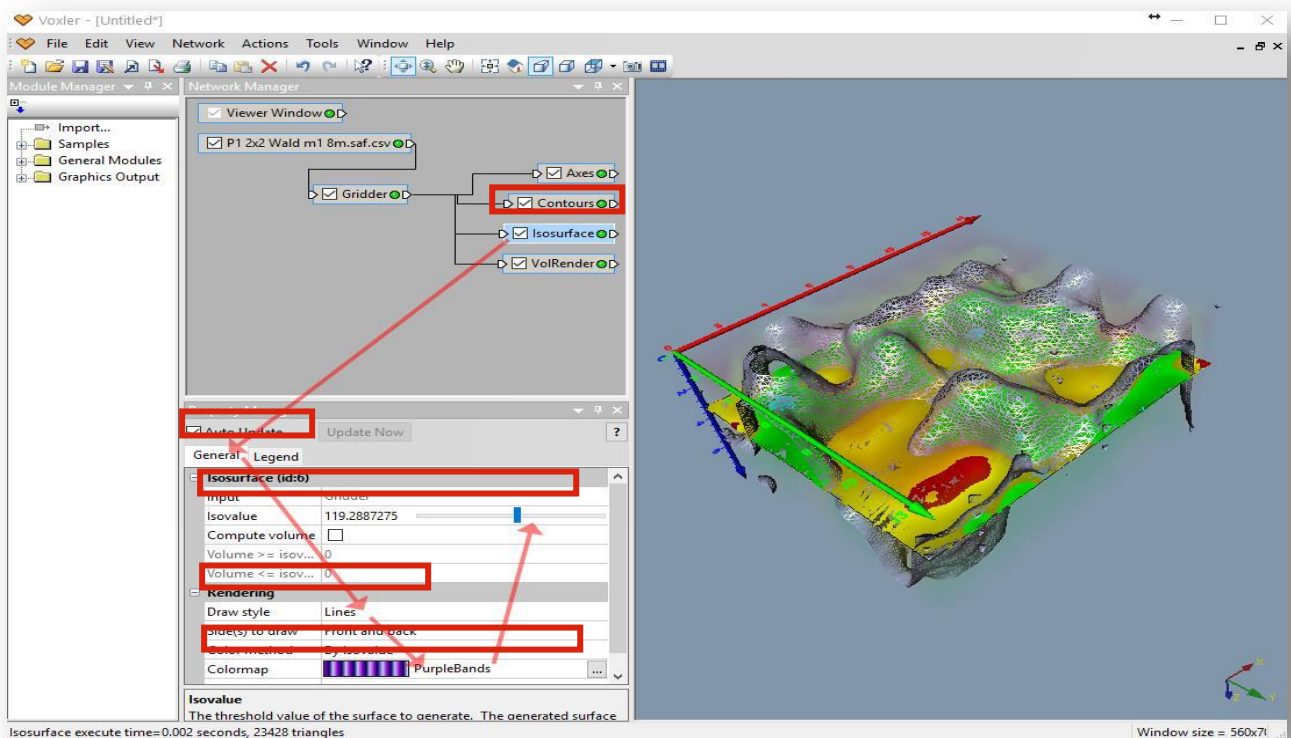 Voxler - [Untitled*]
File Edit View Network Actions Tools Window Help
Module Manager
Network Manager
Import...
Samples
General Modules
Graphics Output
Viewer Window
P1 2x2 Wald m1 8m.saf.csv
Gridder
Axes
Contours
Isosurface
VolRender
Auto Update
Update Now
?
General Legend
Isosurface (id:6)
Input Gridder
Isovalue 119.2887275
Compute volume
Volume >= isov... 0
Volume <= isov... 0
Rendering
Draw style Lines
Side(s) to draw Front and back
Color method By isovalue
Colormap PurpleBands ...
Isovalue
The threshold value of the surface to generate. The generated surface
X
Y
Z
Isosurface execute time=0.002 seconds, 23428 triangles
Window size = 560x7